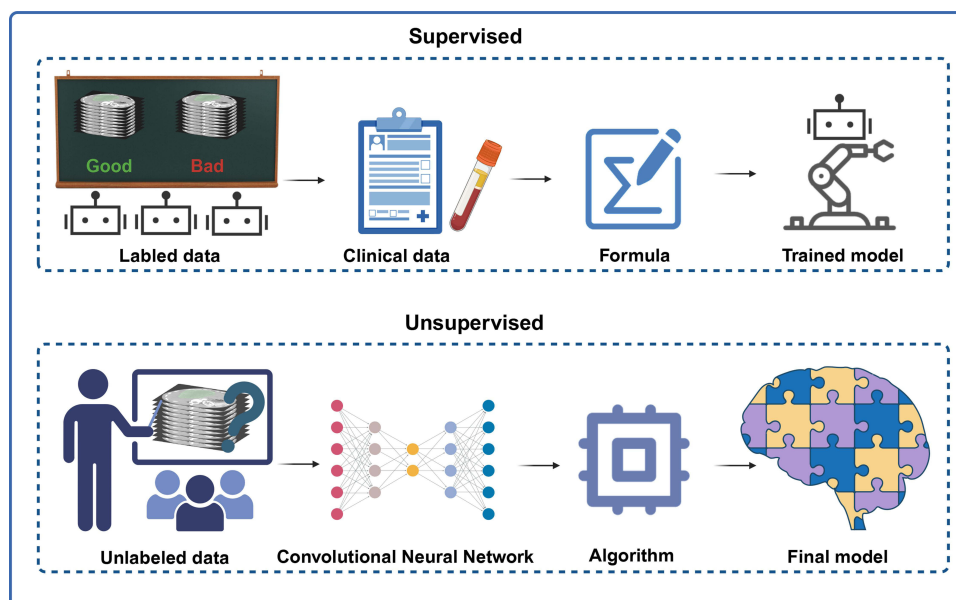 Supervised
Good Bad
Labled data Clinical data Formula Trained model
Unsupervised
Unlabeled data Convolutional Neural Network Algorithm Final model